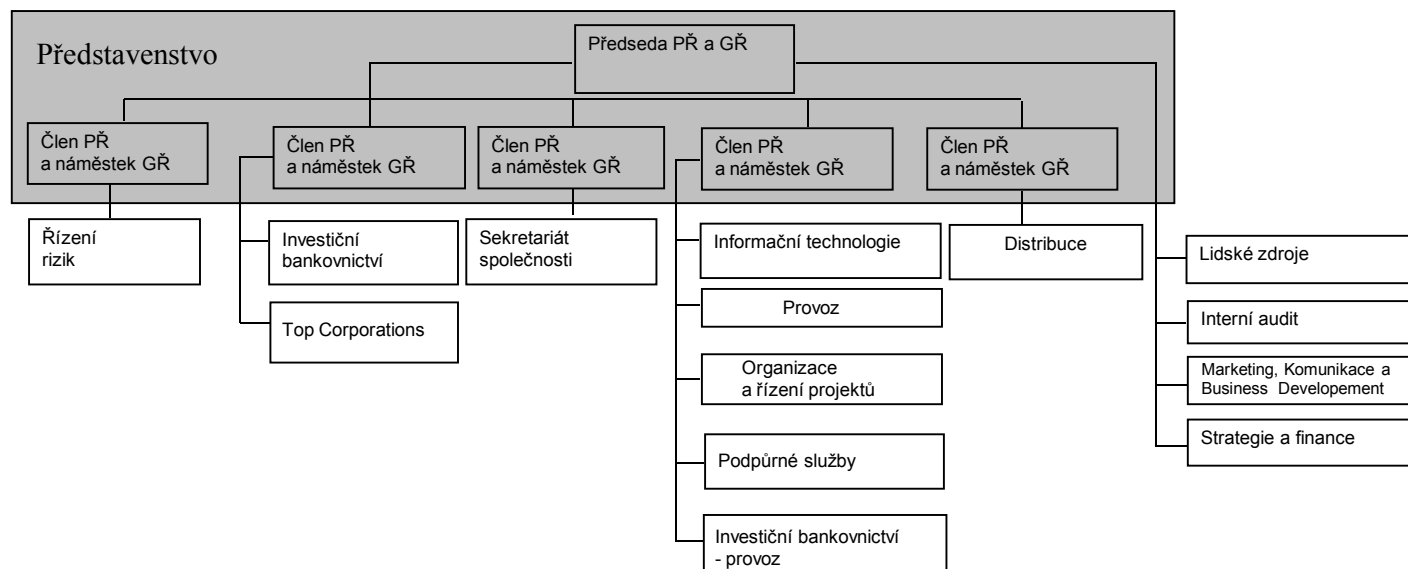 Předseda PŘ a GŘ
Představenstvo
Člen PŘ
a náměstek GŘ
Člen PŘ
a náměstek GŘ
Člen PŘ
a náměstek GŘ
Člen PŘ
a náměstek GŘ
Člen PŘ
a náměstek GŘ
Řízení
rizik
Investiční
bankovnictví
Top Corporations
Sekretariát
společnosti
Informační technologie
Provoz
Organizace
a řízení projektů
Podpůrné služby
Investiční bankovnictví
- provoz
Distribuce
Lidské zdroje
Interní audit
Marketing, Komunikace a
Business Developement
Strategie a finance